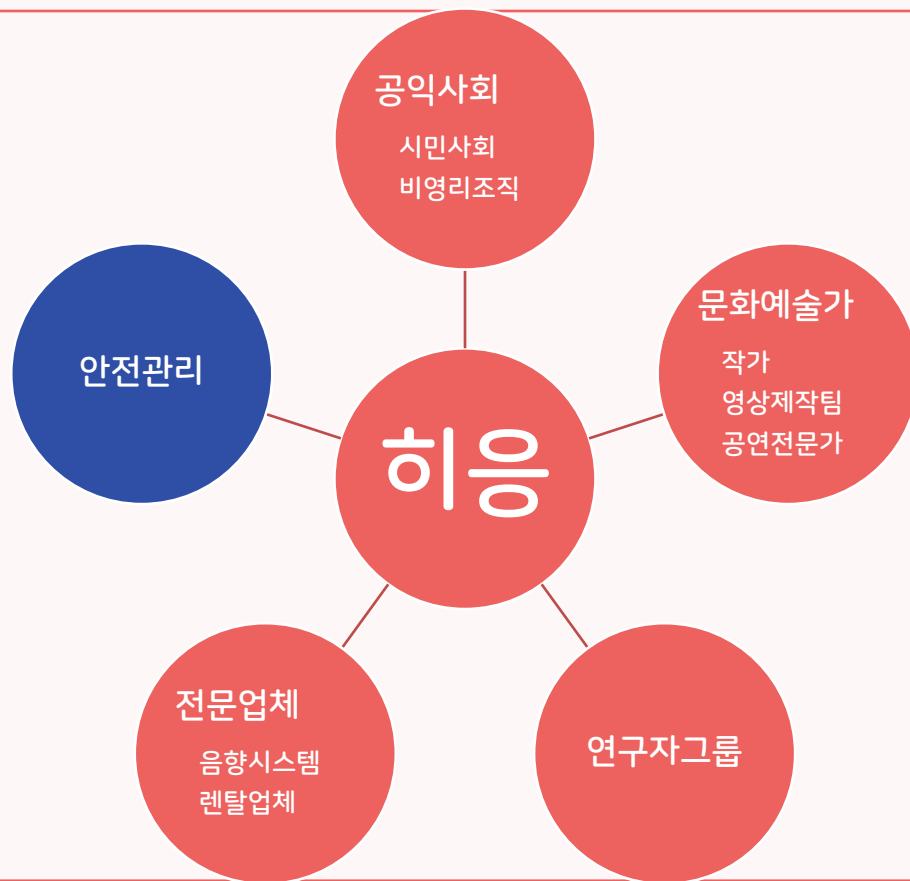 공익사회
시민사회
비영리조직
문화예술가
작가
영상제작팀
공연전문가
안전관리
히응
전문업체
음향시스템
렌탈업체
연구자그룹